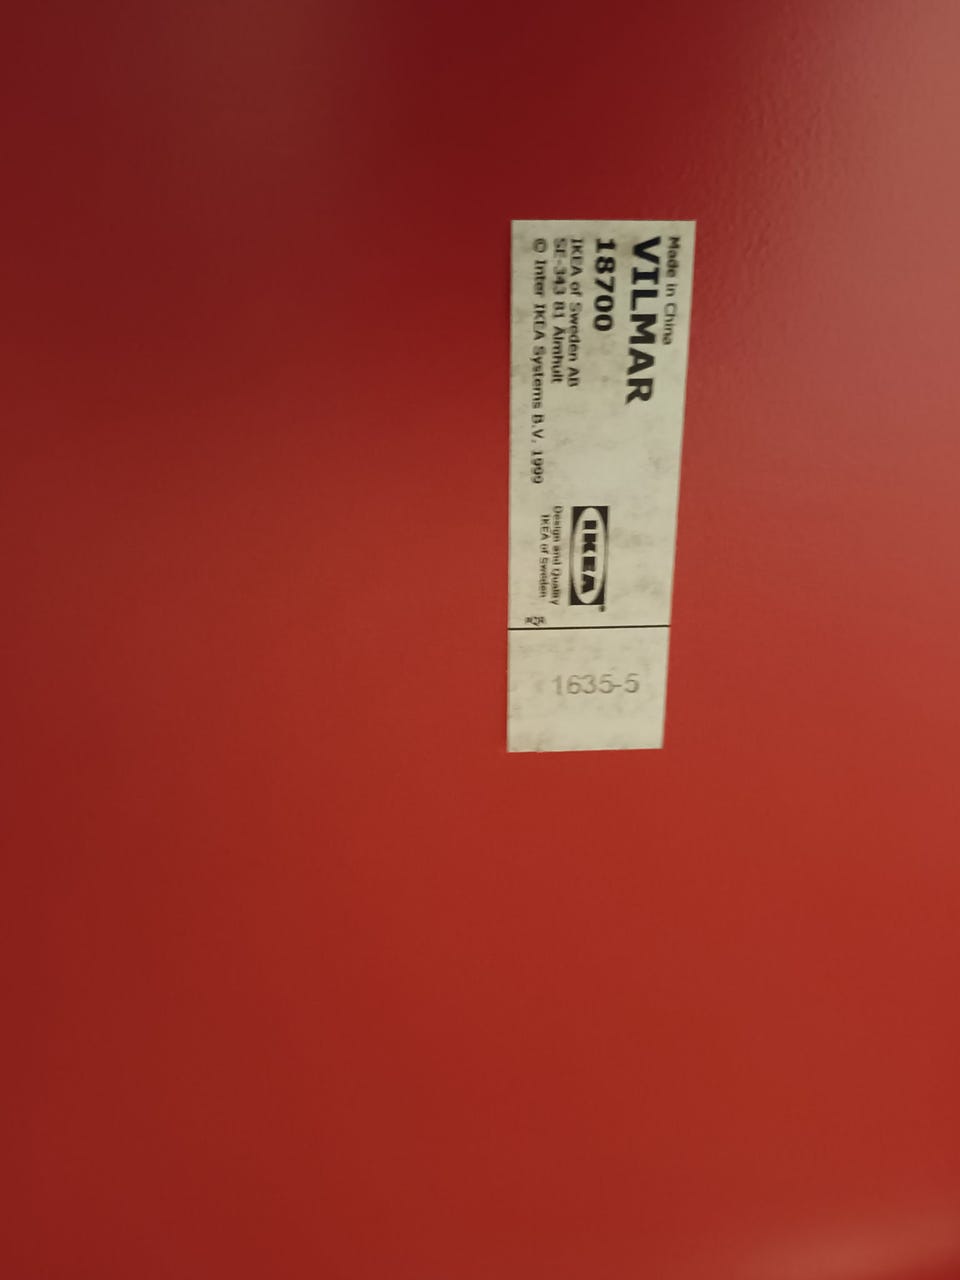 Made in China
VILMAR
18700
IKEA of Sweden AB
SE-343 81 Älmhult
© Inter IKEA Systems B.V. 1999
IKEA®
Design and Quality
IKEA of Sweden
1635-5